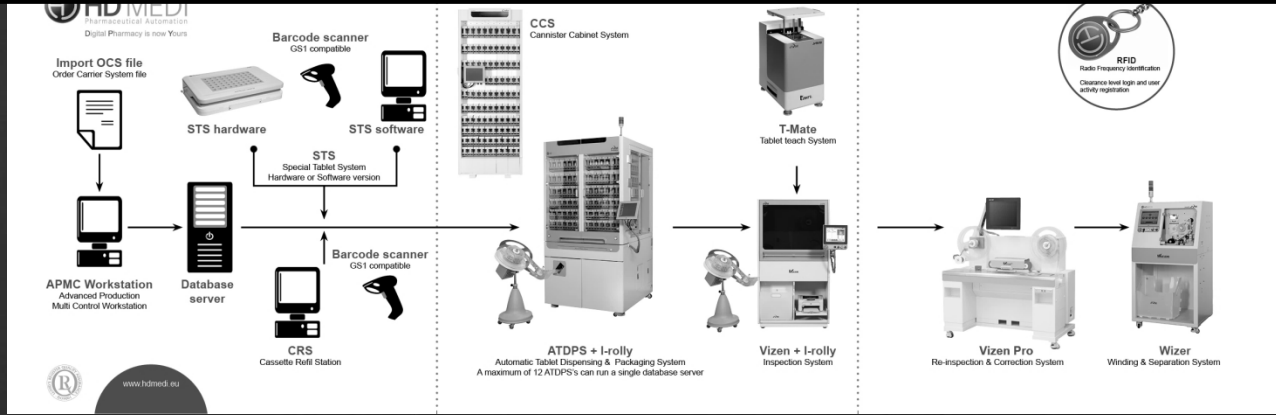 HD MEDI
Pharmaceutical Automation
Digital Pharmacy is now Yours
Import OCS file
Order Carrier System file
Barcode scanner
GS1 compatible
STS hardware
STS software
STS
Special Tablet System
Hardware or Software version
APMC Workstation
Advanced Production
Multi Control Workstation
Database
server
Barcode scanner
GS1 compatible
CRS
Cassette Refil Station
www.hdmedi.eu
CCS
Cannister Cabinet System
ATDPS + I-rolly
Automatic Tablet Dispensing & Packaging System
A maximum of 12 ATDPS's can run a single database server
T-Mate
Tablet teach System
Vizen + I-rolly
Inspection System
RFID
Radio Frequency Identification
Clearance level login and user
activity registration
Vizen Pro
Re-inspection & Correction System
Wizer
Winding & Separation System